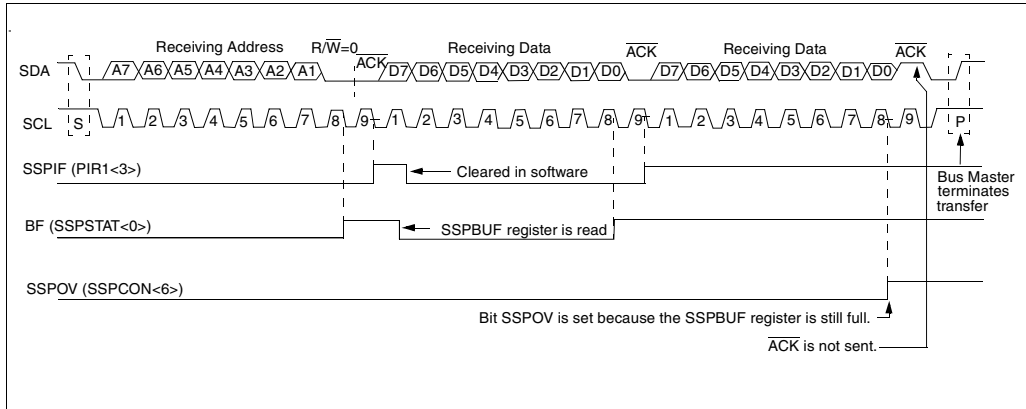 Receiving Address R/W̅=0 Receiving Data A̅C̅K̅ Receiving Data A̅C̅K̅
A̅C̅K̅
SDA A7 A6 A5 A4 A3 A2 A1 D7 D6 D5 D4 D3 D2 D1 D0 D7 D6 D5 D4 D3 D2 D1 D0
SCL S 1 2 3 4 5 6 7 8 9 1 2 3 4 5 6 7 8 9 1 2 3 4 5 6 7 8 9 P
SSPIF (PIR1<3>)
Cleared in software
Bus Master
terminates
transfer
BF (SSPSTAT<0>)
SSPBUF register is read
SSPOV (SSPCON<6>)
Bit SSPOV is set because the SSPBUF register is still full.
A̅C̅K̅ is not sent.